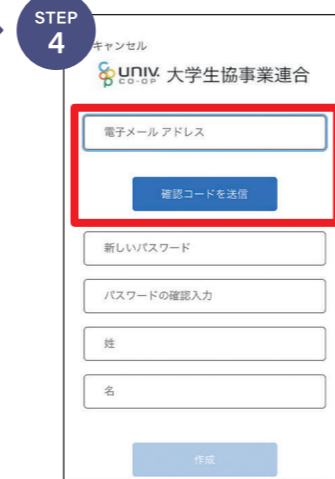 STEP
4
キャンセル
univ. CO-OP 大学生協事業連合
電子メール アドレス
確認コードを送信
新しいパスワード
パスワードの確認入力
姓
名
作成